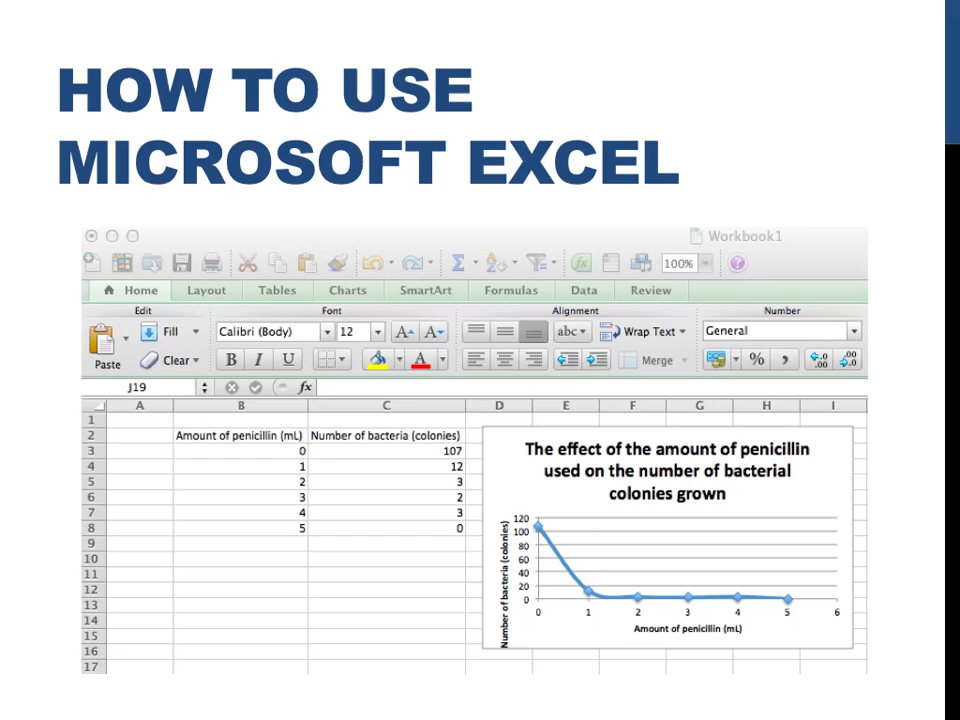 HOW TO USE
MICROSOFT EXCEL
Workbook1
100%
Home Layout Tables Charts SmartArt Formulas Data Review
Edit Font Alignment Number
Fill Calibri (Body) 12 A A abc Wrap Text General
Paste Clear B I U A Merge % , .0 .00 .00 .0
J19 fx
A B C D E F G H I
1
2 Amount of penicillin (mL) Number of bacteria (colonies)
3 0 107
4 1 12
5 2 3
6 3 2
7 4 3
8 5 0
9
10
11
12
13
14
15
16
17
The effect of the amount of penicillin
used on the number of bacterial
colonies grown
Number of bacteria (colonies)
120
100
80
60
40
20
0
0 1 2 3 4 5 6
Amount of penicillin (mL)